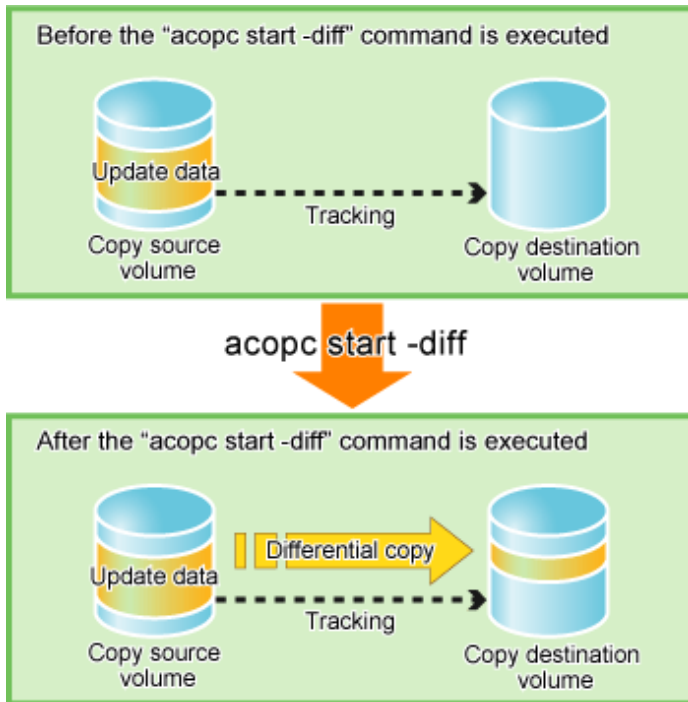 Before the “acopc start -diff” command is executed
Update data
Tracking
Copy source
volume
Copy destination
volume
acopc start -diff
After the “acopc start -diff” command is executed
Differential copy
Update data
Tracking
Copy source
volume
Copy destination
volume